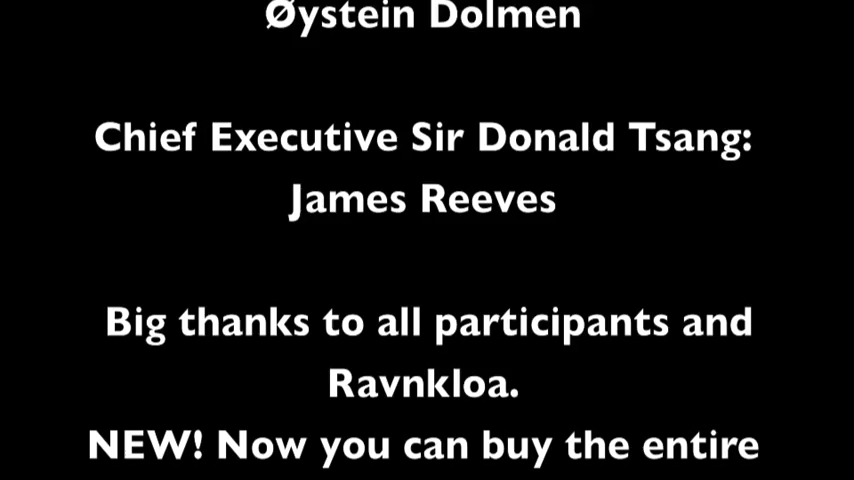 Øystein Dolmen
Chief Executive Sir Donald Tsang:
James Reeves
Big thanks to all participants and
Ravnkloa.
NEW! Now you can buy the entire